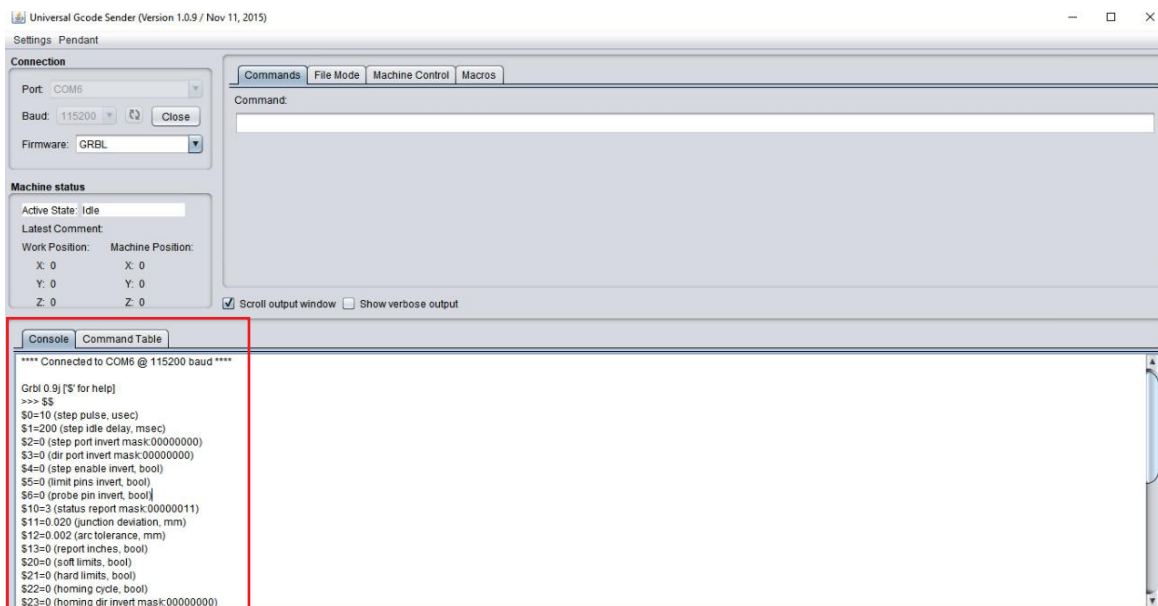 Universal Gcode Sender (Version 1.0.9 / Nov 11, 2015)
Settings Pendant
Connection
Port: COM6
Baud: 115200 Close
Firmware: GRBL
Machine status
Active State: Idle
Latest Comment:
Work Position: Machine Position:
X: 0 X: 0
Y: 0 Y: 0
Z: 0 Z: 0
Commands File Mode Machine Control Macros
Command:
Scroll output window Show verbose output
Console Command Table
**** Connected to COM6 @ 115200 baud ****
Grbl 0.9j ['$' for help]
>>> $$
$0=10 (step pulse, usec)
$1=200 (step idle delay, msec)
$2=0 (step port invert mask:00000000)
$3=0 (dir port invert mask:00000000)
$4=0 (step enable invert, bool)
$5=0 (limit pins invert, bool)
$6=0 (probe pin invert, bool)
$10=3 (status report mask:00000011)
$11=0.020 (junction deviation, mm)
$12=0.002 (arc tolerance, mm)
$13=0 (report inches, bool)
$20=0 (soft limits, bool)
$21=0 (hard limits, bool)
$22=0 (homing cycle, bool)
$23=0 (homing dir invert mask:00000000)